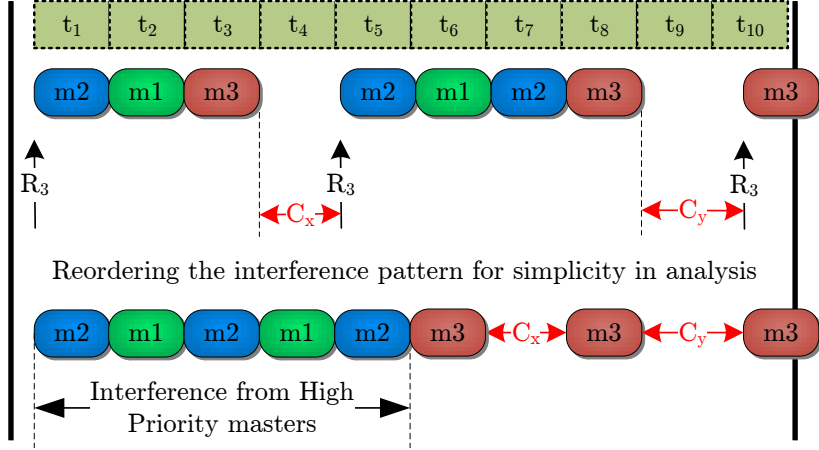 t₁ t₂ t₃ t₄ t₅ t₆ t₇ t₈ t₉ t₁₀
m2 m1 m3 m2 m1 m2 m3 m3
R₃ R₃ R₃
Cₓ C_y
Reordering the interference pattern for simplicity in analysis
m2 m1 m2 m1 m2 m3 Cₓ m3 C_y m3
Interference from High
Priority masters